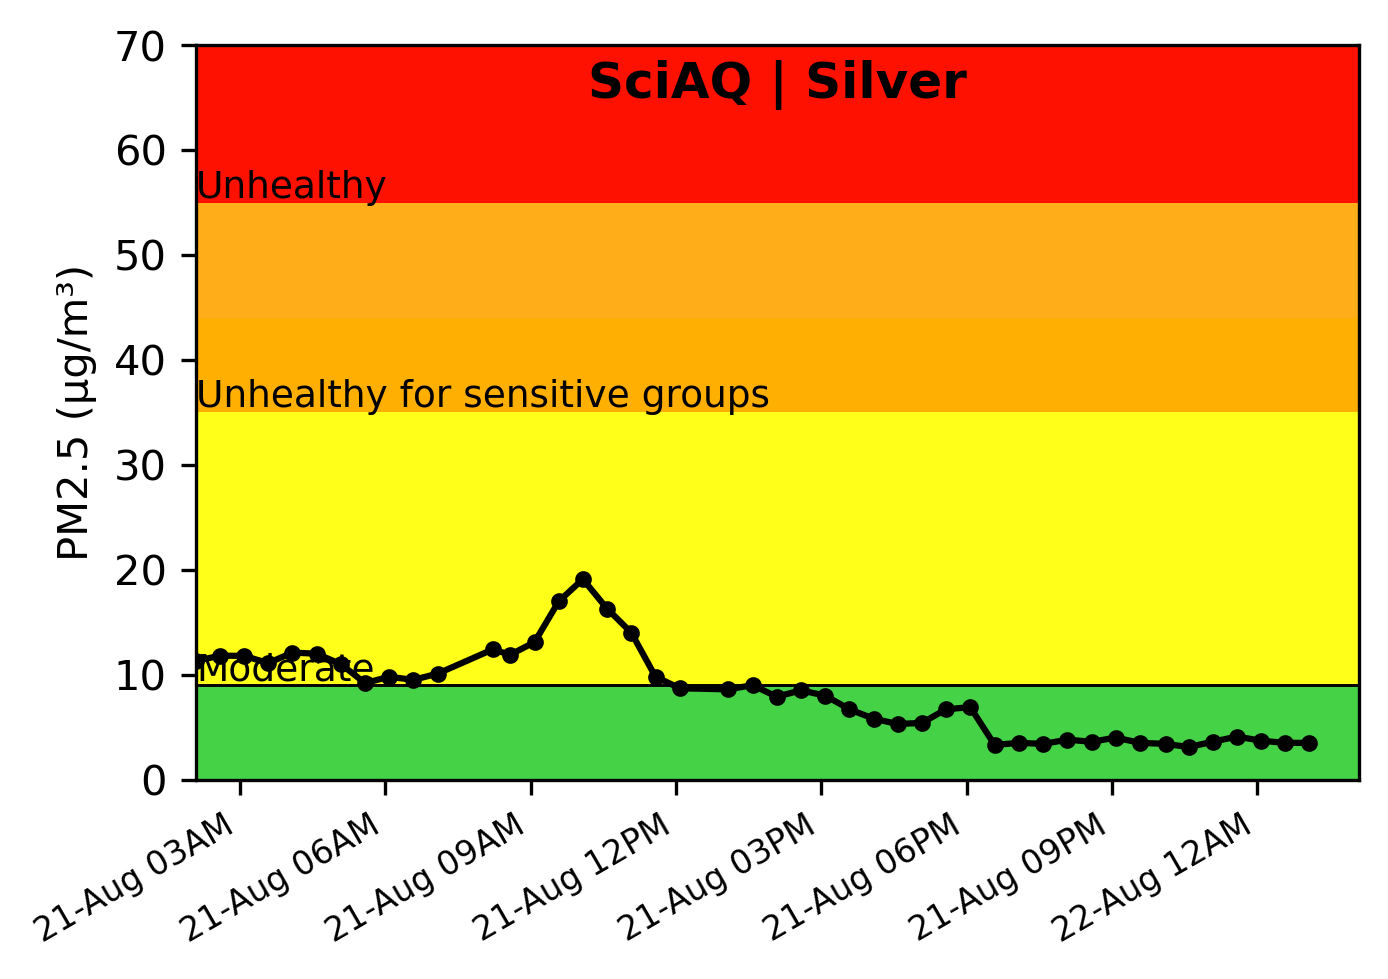 SciAQ | Silver
70
60
50
40
30
20
10
0
PM2.5 (µg/m³)
Unhealthy
Unhealthy for sensitive groups
Moderate
21-Aug 03AM
21-Aug 06AM
21-Aug 09AM
21-Aug 12PM
21-Aug 03PM
21-Aug 06PM
21-Aug 09PM
22-Aug 12AM